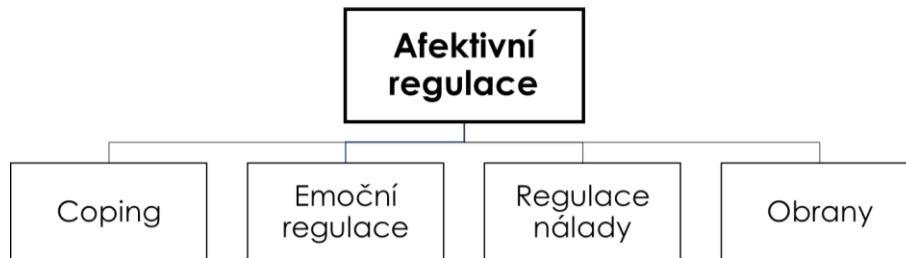 Afektivní
regulace
Coping
Emoční
regulace
Regulace
nálady
Obrany